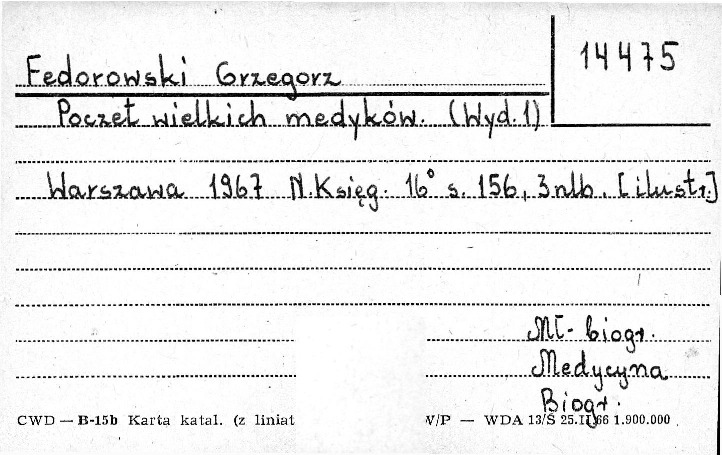 14475
Fedorowski Grzegorz
Poczet wielkich medyków. (Wyd. 1)
Warszawa 1967 N. Księg. 16° s. 156, 3 nlb. [ilustr.]
Mł - biogr.
Medycyna
Biogr.
CWD — B-15b Karta katal. (z liniat V/P — WDA 13/Ś 25.II 66 1.900.000